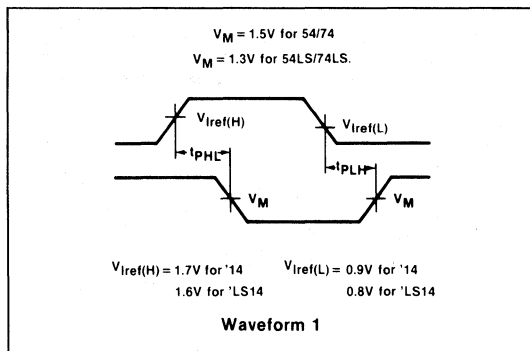 VM = 1.5V for 54/74
VM = 1.3V for 54LS/74LS.
VIref(H)
VIref(L)
tPHL
tPLH
VM
VM
VIref(H) = 1.7V for '14
1.6V for 'LS14
VIref(L) = 0.9V for '14
0.8V for 'LS14
Waveform 1